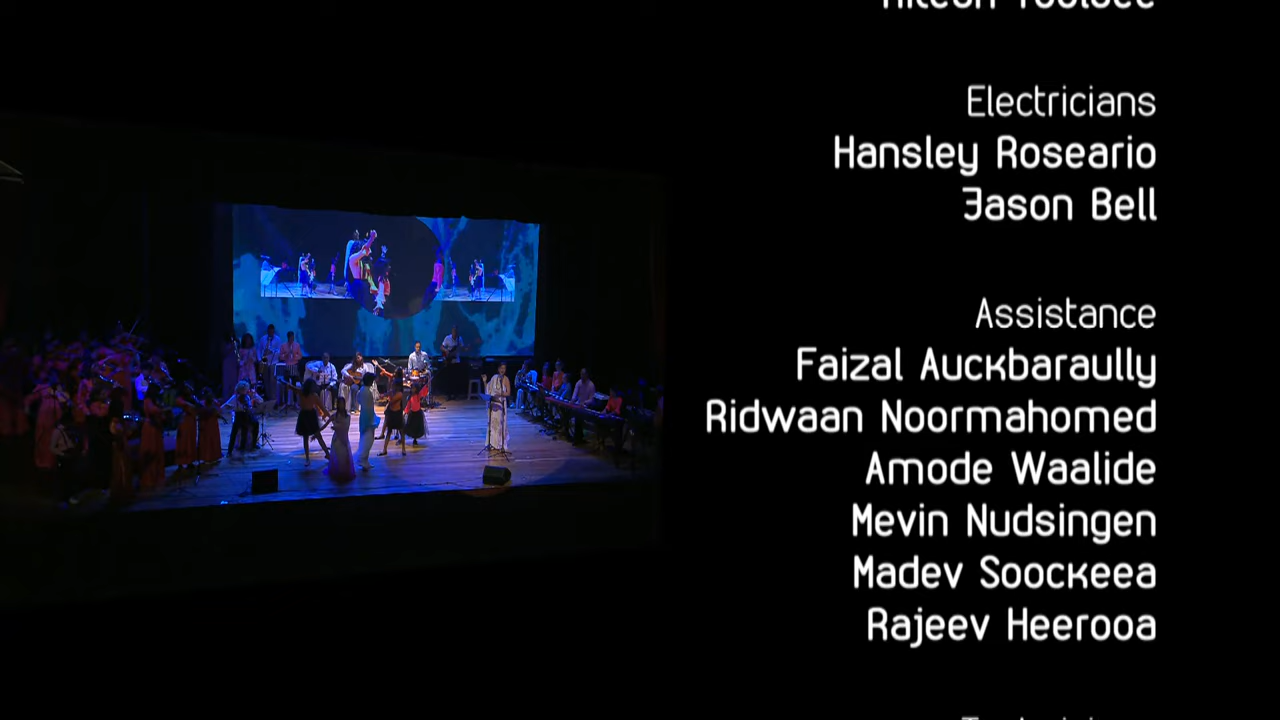 Electricians
Hansley Roseario
Jason Bell
Assistance
Faizal Auckbaraully
Ridwaan Noormahomed
Amode Waalide
Mevin Nudsingen
Madev Soockeea
Rajeev Heerooa